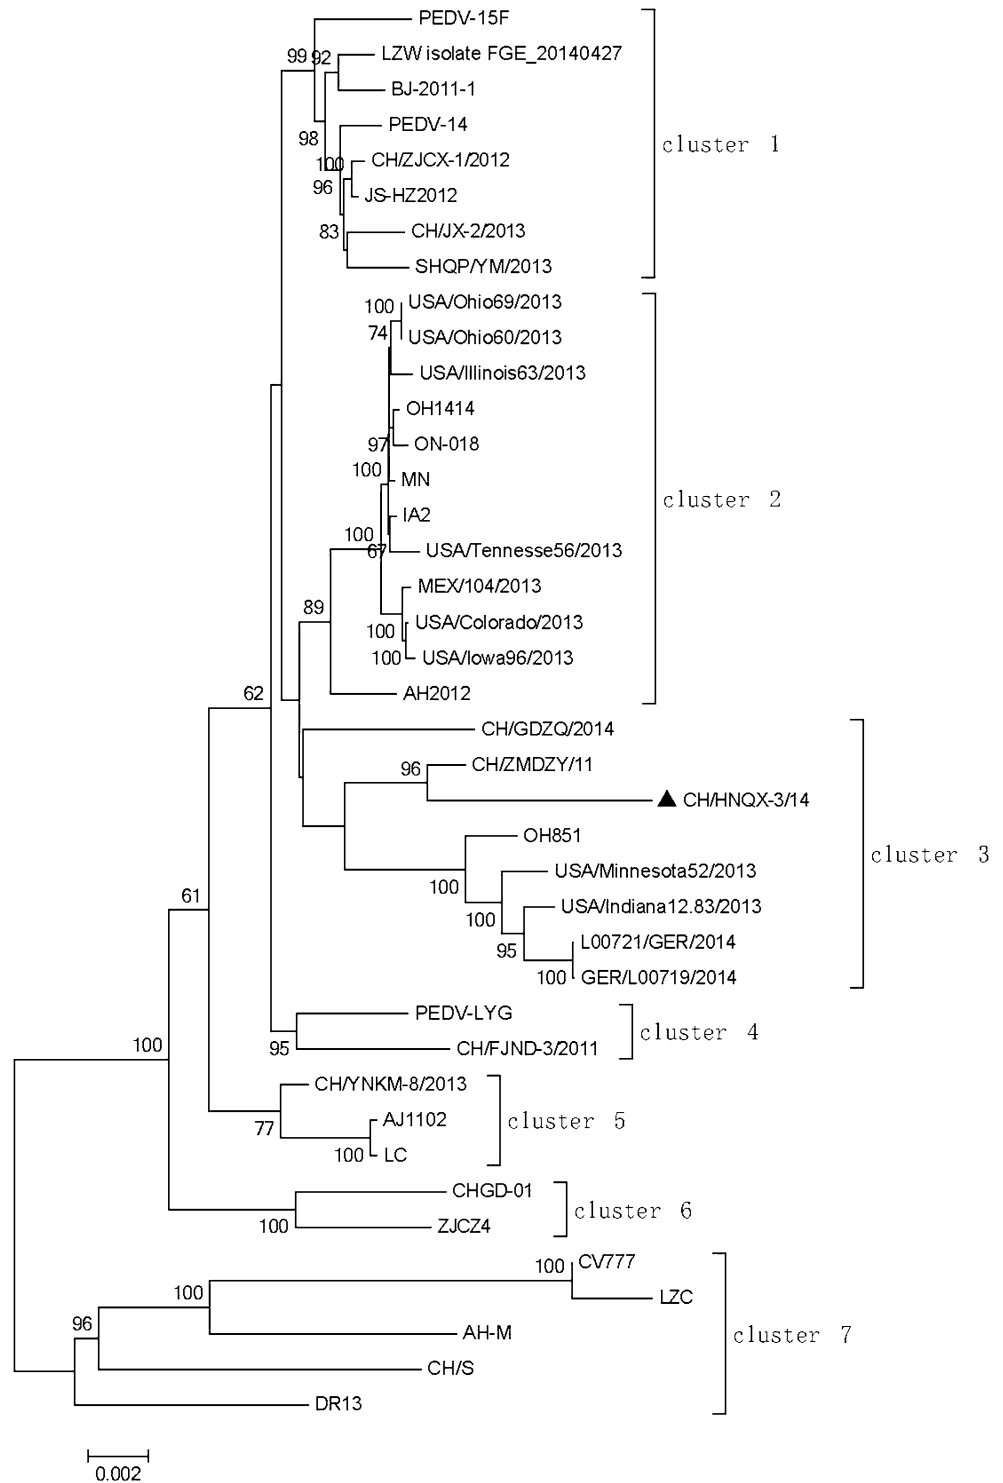 PEDV-15F
99
92
LZW isolate FGE_20140427
BJ-2011-1
PEDV-14
98
cluster 1
100
CH/ZJCX-1/2012
96
JS-HZ2012
83
CH/JX-2/2013
SHQP/YM/2013
100
USA/Ohio69/2013
74
USA/Ohio60/2013
USA/Illinois63/2013
OH1414
97
ON-018
100
MN
cluster 2
IA2
100
67
USA/Tennesse56/2013
MEX/104/2013
89
USA/Colorado/2013
100
100
USA/Iowa96/2013
62
AH2012
CH/GDZQ/2014
96
CH/ZMDZY/11
CH/HNQX-3/14
OH851
cluster 3
100
USA/Minnesota52/2013
61
100
USA/Indiana12.83/2013
95
L00721/GER/2014
100
GER/L00719/2014
PEDV-LYG
cluster 4
100
95
CH/FJND-3/2011
CH/YNKM-8/2013
77
AJ1102
cluster 5
100
LC
CHGD-01
cluster 6
100
ZJCZ4
100
CV777
100
LZC
96
AH-M
cluster 7
CH/S
DR13
0.002